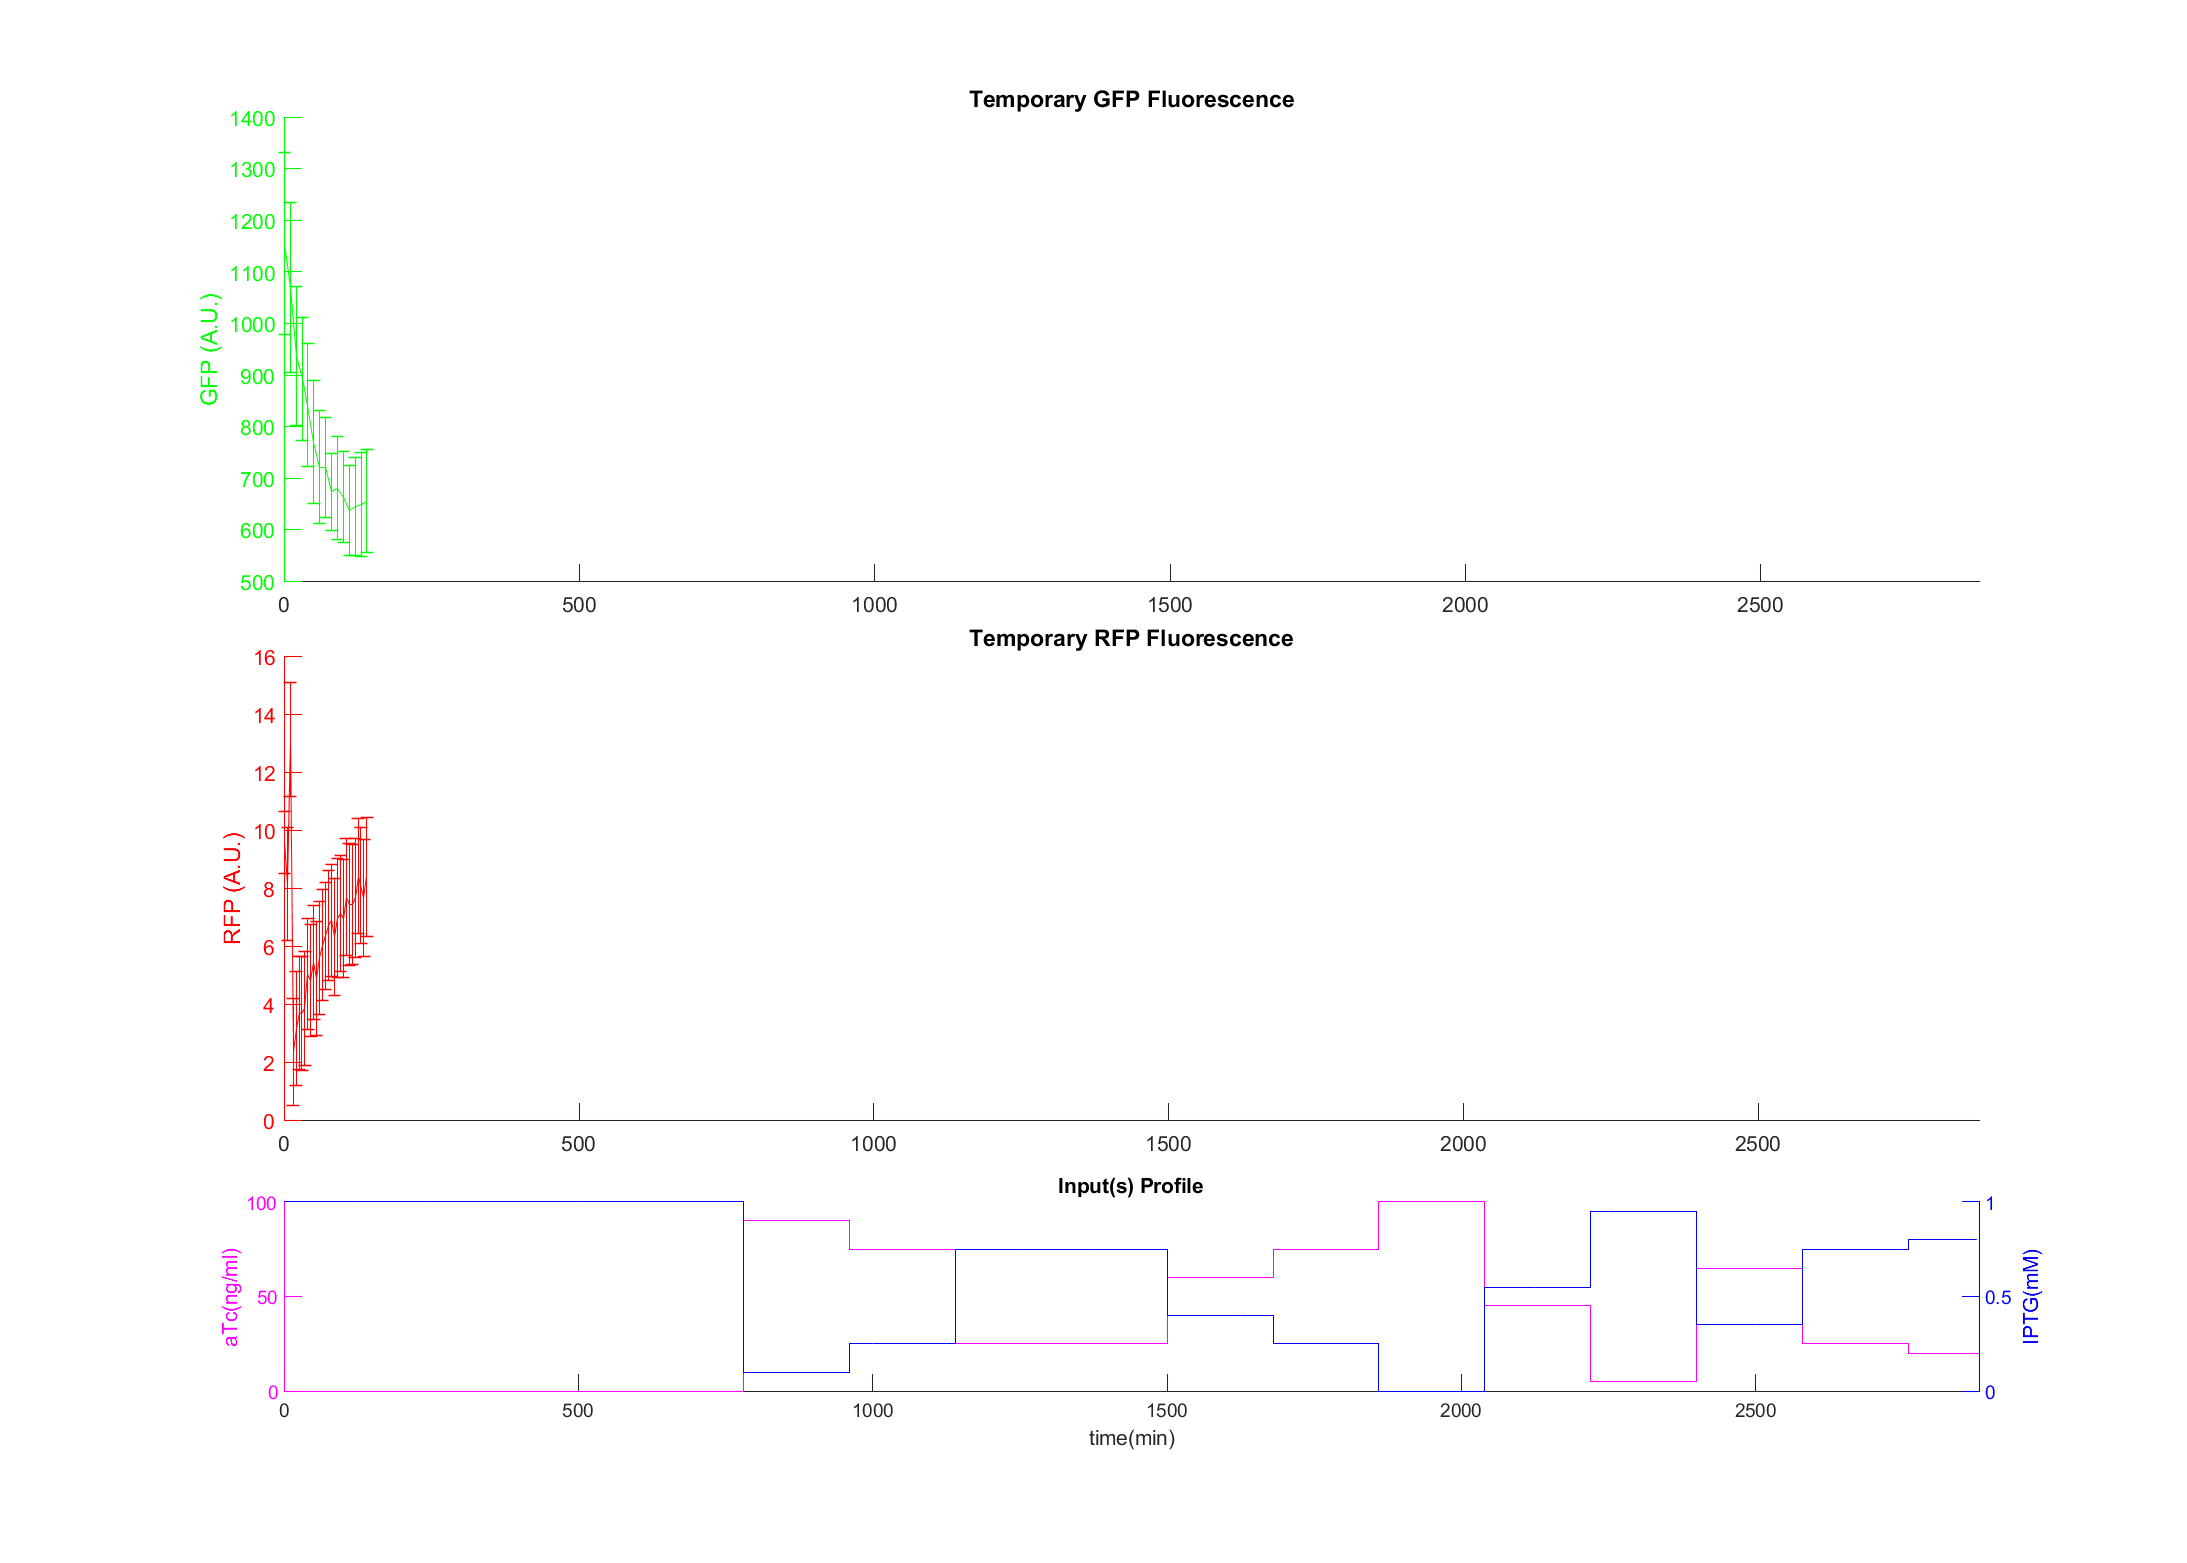 Temporary GFP Fluorescence
1400
1300
1200
1100
1000
900
800
700
600
500
GFP (A.U.)
0 500 1000 1500 2000 2500
Temporary RFP Fluorescence
16
14
12
10
8
6
4
2
0
RFP (A.U.)
0 500 1000 1500 2000 2500
Input(s) Profile
100
50
0
aTc(ng/ml)
1
0.5
0
IPTG(mM)
0 500 1000 1500 2000 2500
time(min)